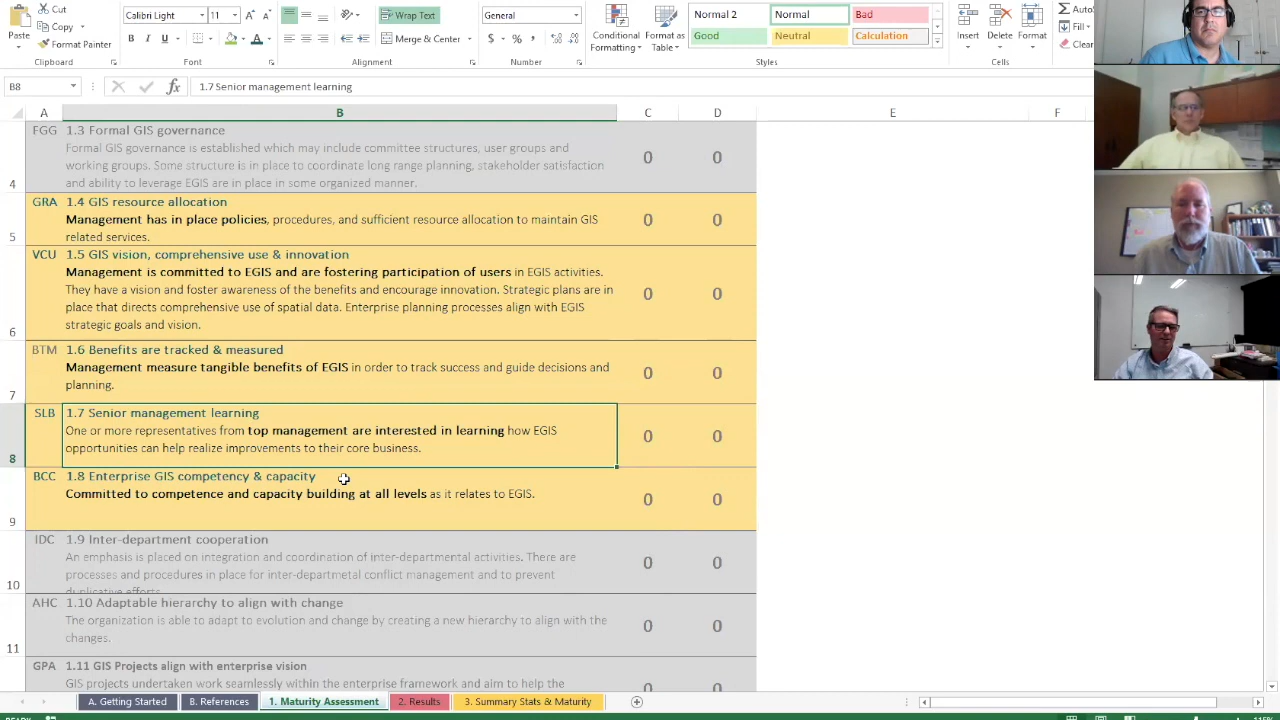 Cut
Calibri Light 11 Wrap Text General Normal 2 Normal Bad
Copy
Paste Format Painter B I U Merge & Center $ % , Conditional Formatting Format as Table Good Neutral Calculation Insert Delete Format
Fill
Clipboard Font Alignment Number Styles Cells
B8 fx 1.7 Senior management learning
A B C D E F
1.3 Formal GIS governance
Formal GIS governance is established which may include committee structures, user groups and
working groups. Some structure is in place to coordinate long range planning, stakeholder satisfaction
and ability to leverage EGIS are in place in some organized manner.
4 0 0
GRA 1.4 GIS resource allocation
Management has in place policies, procedures, and sufficient resource allocation to maintain GIS
related services.
5 0 0
VCU 1.5 GIS vision, comprehensive use & innovation
Management is committed to EGIS and are fostering participation of users in EGIS activities.
They have a vision and foster awareness of the benefits and encourage innovation. Strategic plans are in
place that directs comprehensive use of spatial data. Enterprise planning processes align with EGIS
strategic goals and vision.
6 0 0
BTM 1.6 Benefits are tracked & measured
Management measure tangible benefits of EGIS in order to track success and guide decisions and
planning.
7 0 0
SLB 1.7 Senior management learning
One or more representatives from top management are interested in learning how EGIS
opportunities can help realize improvements to their core business.
8 0 0
BCC 1.8 Enterprise GIS competency & capacity
Committed to competence and capacity building at all levels as it relates to EGIS.
9 0 0
IDC 1.9 Inter-department cooperation
An emphasis is placed on integration and coordination of inter-departmental activities. There are
processes and procedures in place for inter-departmetal conflict management and to prevent
duplicative efforts.
10 0 0
AHC 1.10 Adaptable hierarchy to align with change
The organization is able to adapt to evolution and change by creating a new hierarchy to align with the
changes.
11 0 0
GPA 1.11 GIS Projects align with enterprise vision
GIS projects undertaken work seamlessly within the enterprise framework and aim to help the
0 0
A. Getting Started B. References 1. Maturity Assessment 2. Results 3. Summary Stats & Maturity